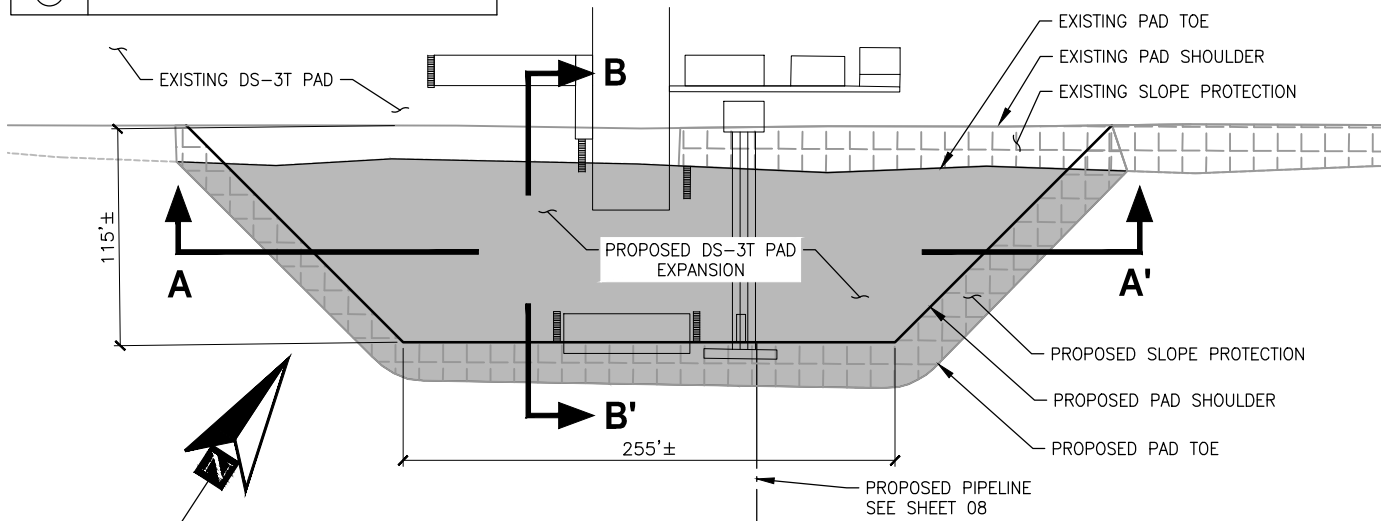 EXISTING PAD TOE
EXISTING PAD SHOULDER
EXISTING DS-3T PAD
B
EXISTING SLOPE PROTECTION
115'±
PROPOSED DS-3T PAD
EXPANSION
A
A'
PROPOSED SLOPE PROTECTION
PROPOSED PAD SHOULDER
B'
255'±
PROPOSED PAD TOE
N
PROPOSED PIPELINE
SEE SHEET 08